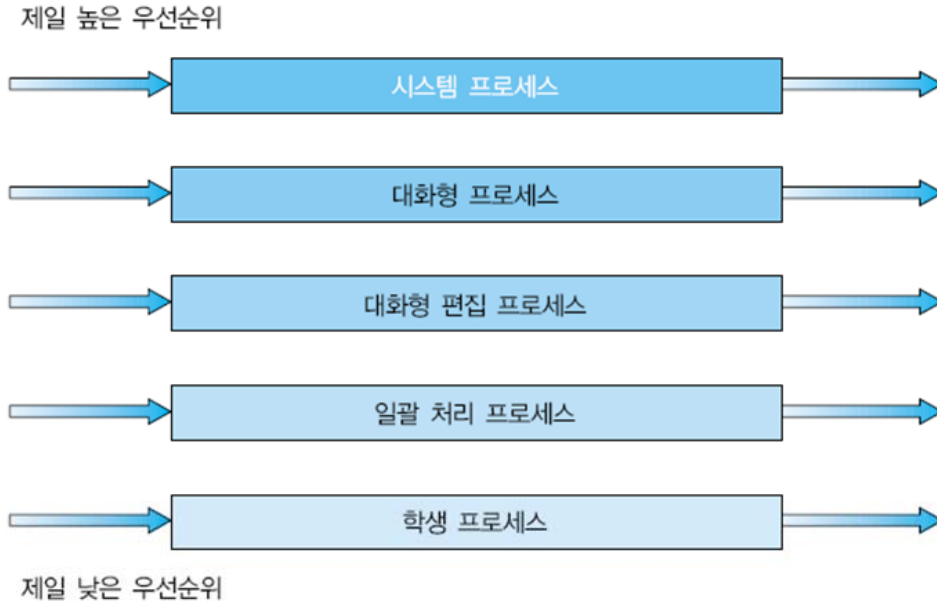 제일 높은 우선순위
시스템 프로세스
대화형 프로세스
대화형 편집 프로세스
일괄 처리 프로세스
학생 프로세스
제일 낮은 우선순위